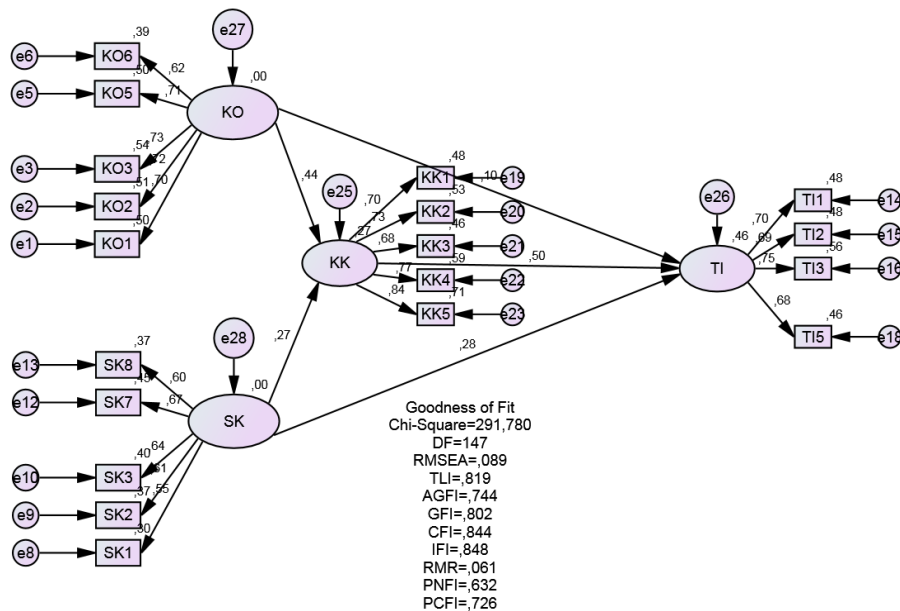 e27
,39
e6
KO6
,62
,00
,50
e5
KO5
,71
KO
,54
,73
e3
KO3
,72
,51
,70
e2
KO2
,50
e1
KO1
,44
,10
,48
KK1
e19
,70
,53
e25
KK2
e20
,73
,46
,27
KK3
e21
,68
,59
KK
KK4
e22
,77
,71
,84
KK5
e23
,50
e26
,46
TI
,48
TI1
e14
,70
,48
TI2
e15
,69
,56
TI3
e16
,75
,46
TI5
e18
,68
,27
,28
e28
,37
e13
SK8
,60
,00
,45
e12
SK7
,67
SK
,40
,64
e10
SK3
,61
,37
,55
e9
SK2
,30
e8
SK1
Goodness of Fit
Chi-Square=291,780
DF=147
RMSEA=,089
TLI=,819
AGFI=,744
GFI=,802
CFI=,844
IFI=,848
RMR=,061
PNFI=,632
PCFI=,726